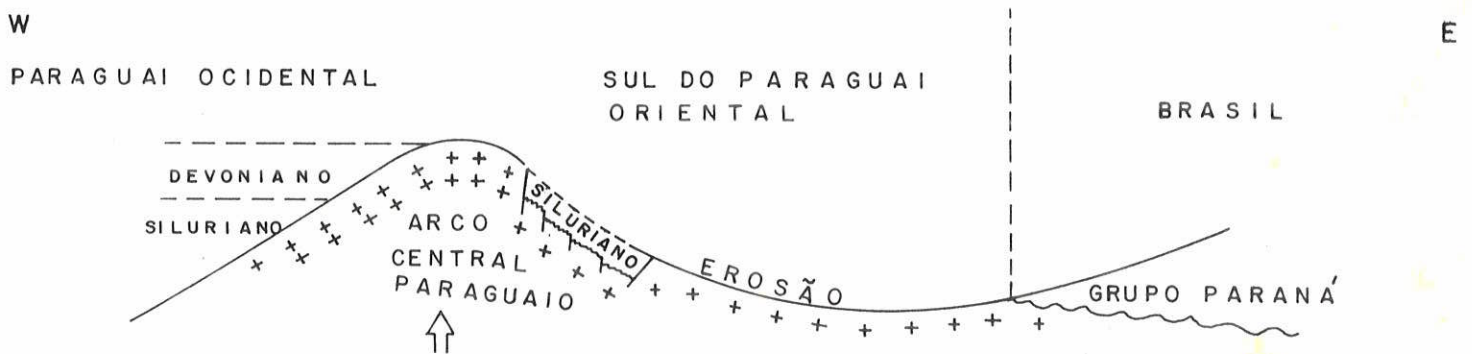 W
E
PARAGUAI OCIDENTAL
SUL DO PARAGUAI
ORIENTAL
BRASIL
DEVONIANO
SILURIANO
SILURIANO
ARCO
CENTRAL
PARAGUAIO
EROSÃO
GRUPO PARANÁ